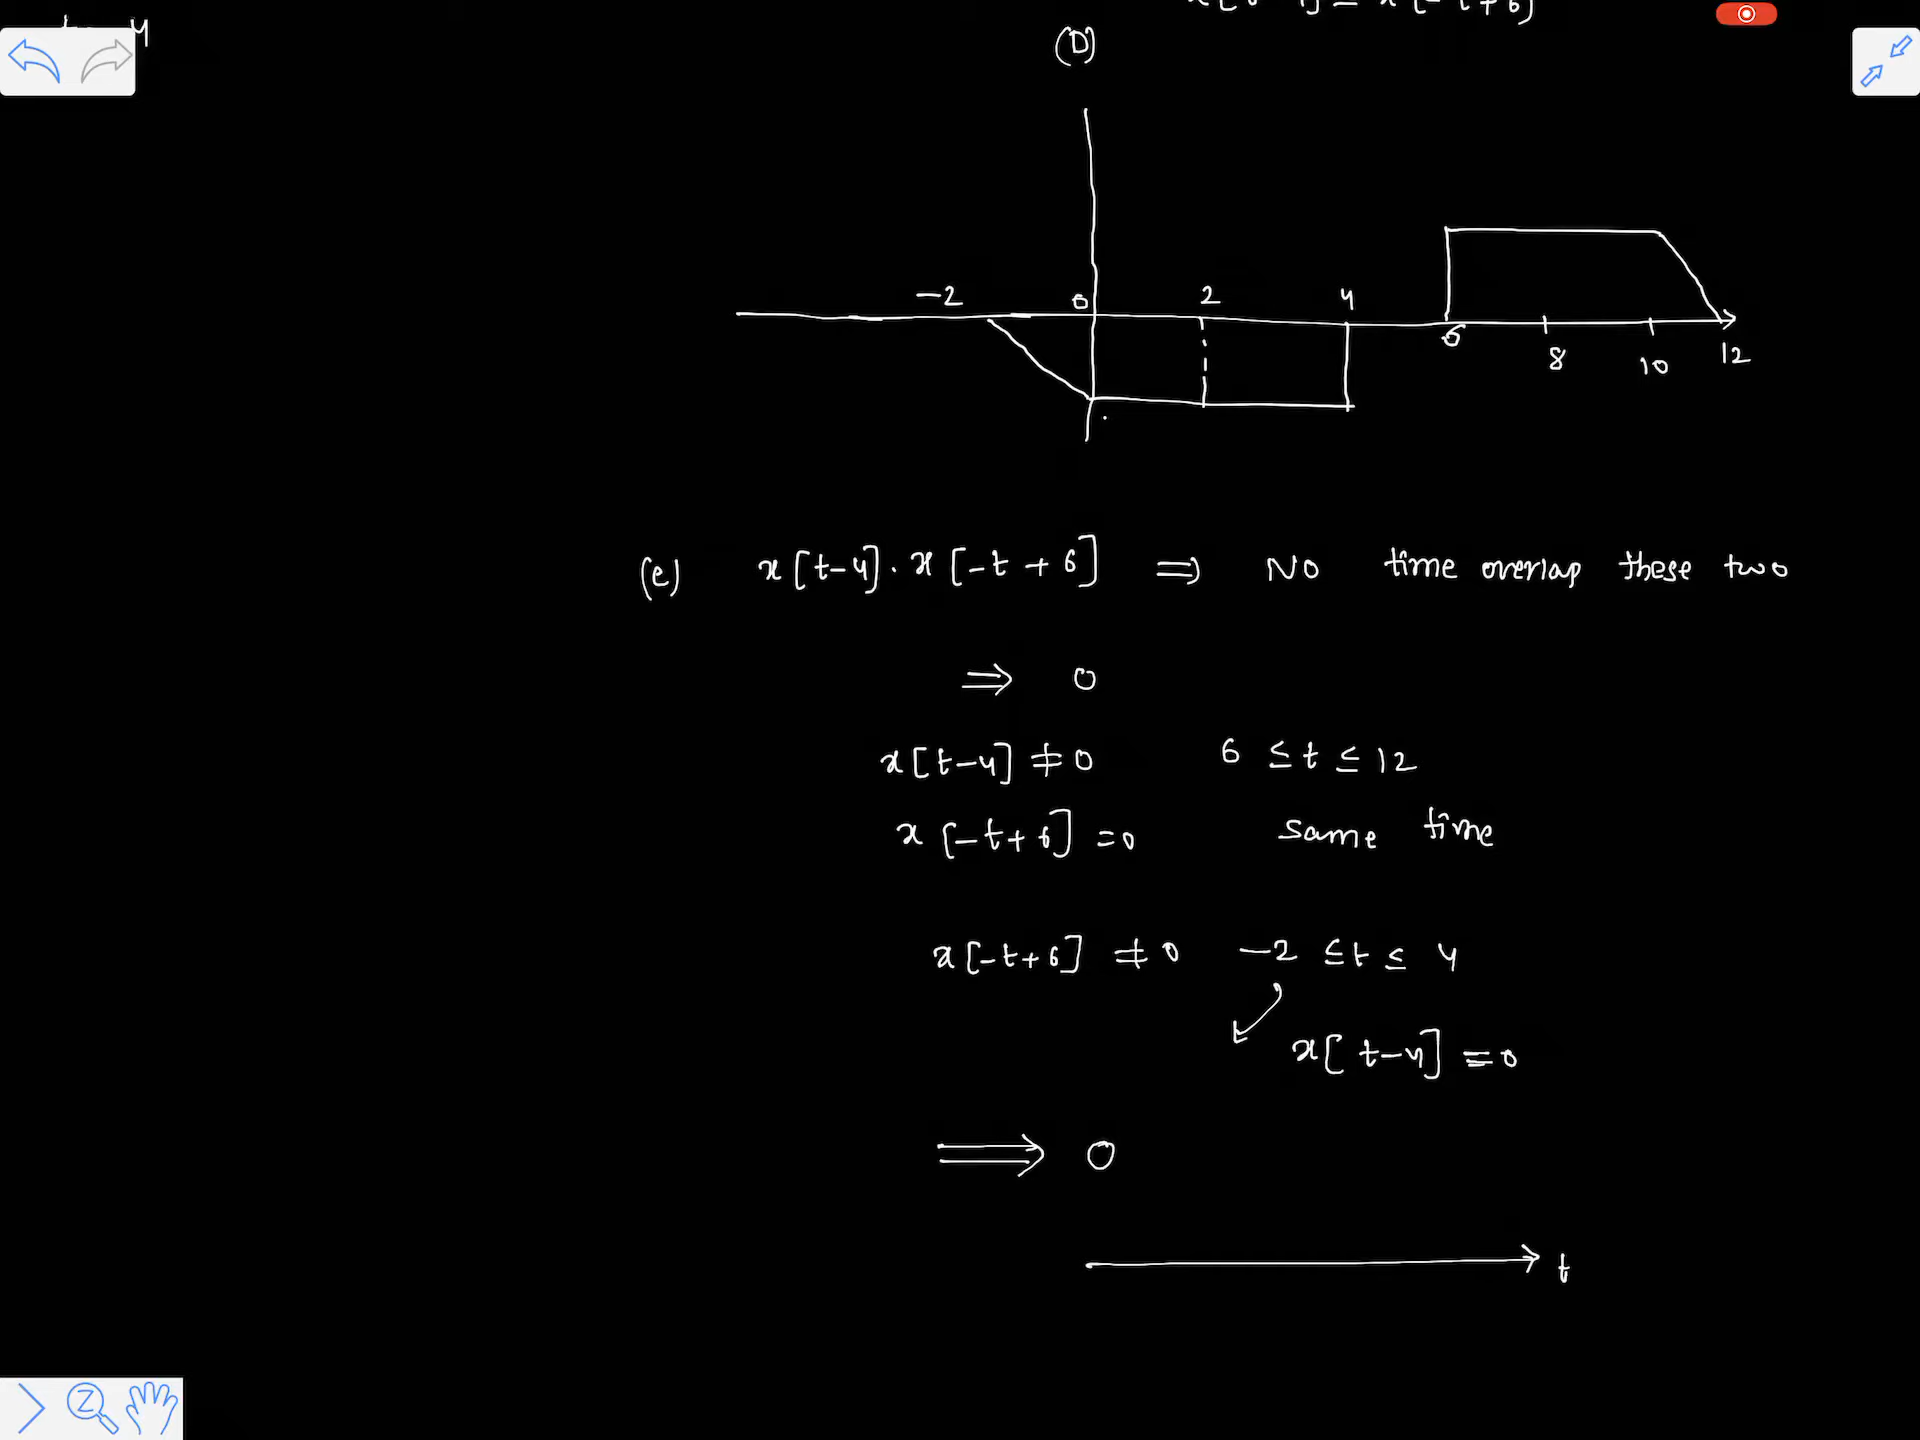 (D)
-2 0 2 4
6 8 10 12
(e) x[t-4] . x[-t+6] ⇒ No time overlap these two
⇒ 0
x[t-4] ≠ 0 6 ≤ t ≤ 12
x[-t+6] = 0 same time
x[-t+6] ≠ 0 -2 ≤ t ≤ 4
x[t-4] = 0
⇒ 0
t